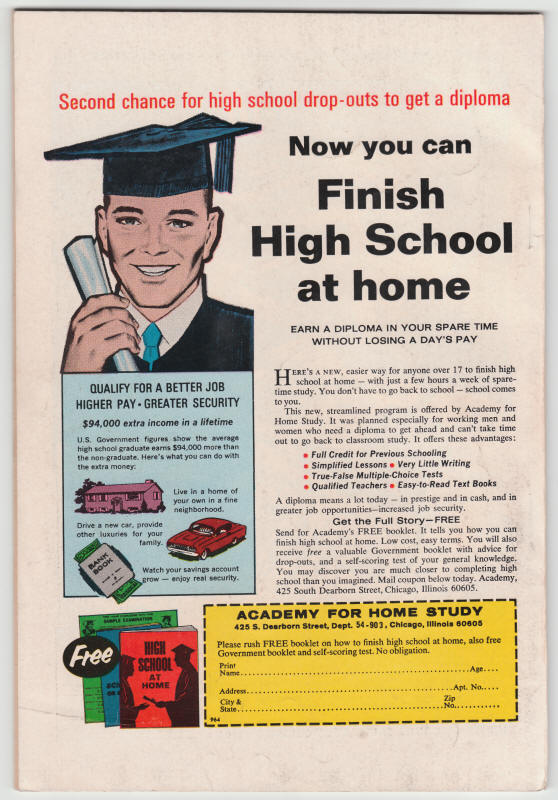 Second chance for high school drop-outs to get a diploma
Now you can
Finish
High School
at home
EARN A DIPLOMA IN YOUR SPARE TIME
WITHOUT LOSING A DAY'S PAY
HERE'S A NEW, easier way for anyone over 17 to finish high
school at home — with just a few hours a week of spare-
time study. You don't have to go back to school — school comes
to you.
This new, streamlined program is offered by Academy for
Home Study. It was planned especially for working men and
women who need a diploma to get ahead and can't take time
out to go back to classroom study. It offers these advantages:
• Full Credit for Previous Schooling
• Simplified Lessons • Very Little Writing
• True-False Multiple-Choice Tests
• Qualified Teachers • Easy-to-Read Text Books
A diploma means a lot today — in prestige and in cash, and in
greater job opportunities—increased job security.
Get the Full Story—FREE
Send for Academy's FREE booklet. It tells you how you can
finish high school at home. Low cost, easy terms. You will also
receive free a valuable Government booklet with advice for
drop-outs, and a self-scoring test of your general knowledge.
You may discover you are much closer to completing high
school than you imagined. Mail coupon below today. Academy,
425 South Dearborn Street, Chicago, Illinois 60605.
QUALIFY FOR A BETTER JOB
HIGHER PAY • GREATER SECURITY
$94,000 extra income in a lifetime
U.S. Government figures show the average
high school graduate earns $94,000 more than
the non-graduate. Here's what you can do with
the extra money:
Live in a home of
your own in a fine
neighborhood.
Drive a new car, provide
other luxuries for your
family.
BANK
BOOK
Watch your savings account
grow — enjoy real security.
SAMPLE EXAMINATION
Free
HIGH
SCHOOL
AT
HOME
ACADEMY FOR HOME STUDY
425 S. Dearborn Street, Dept. 54-903, Chicago, Illinois 60605
Please rush FREE booklet on how to finish high school at home, also free
Government booklet and self-scoring test. No obligation.
Print
Name Age
Address Apt. No.
City & Zip
State No.
964